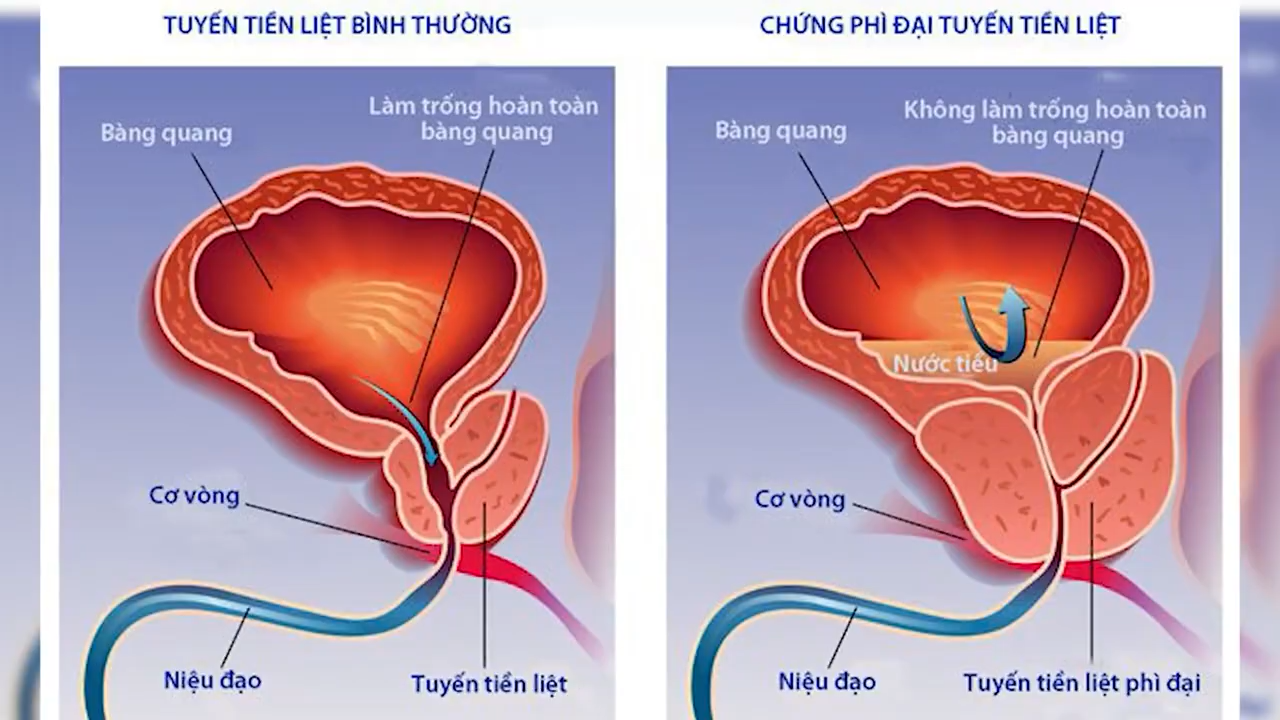 TUYẾN TIỀN LIỆT BÌNH THƯỜNG
Bàng quang
Làm trống hoàn toàn
bàng quang
Cơ vòng
Niệu đạo
Tuyến tiền liệt
CHỨNG PHÌ ĐẠI TUYẾN TIỀN LIỆT
Bàng quang
Không làm trống hoàn toàn
bàng quang
Nước tiểu
Cơ vòng
Niệu đạo
Tuyến tiền liệt phì đại